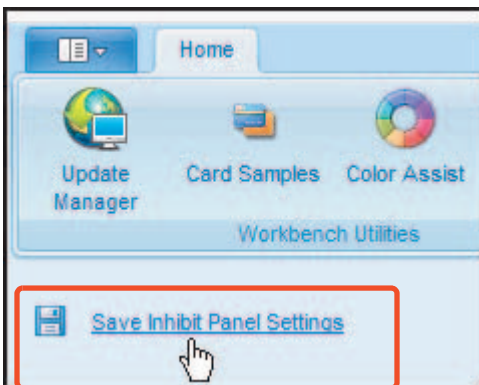 Home
Update Manager
Card Samples
Color Assist
Workbench Utilities
Save Inhibit Panel Settings